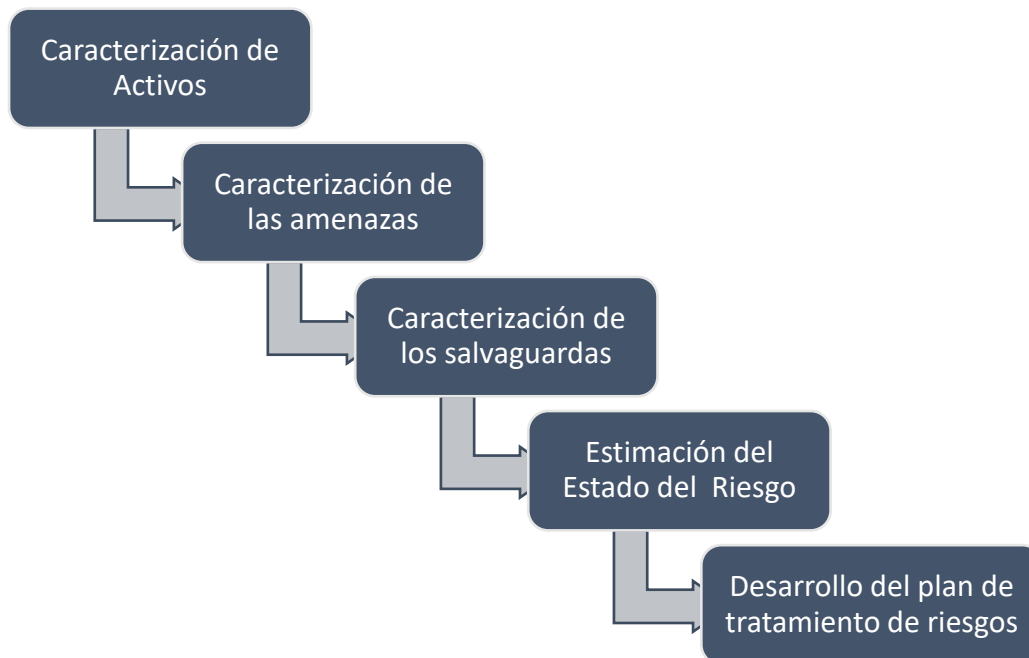 Caracterización de
Activos
Caracterización de
las amenazas
Caracterización de
los salvaguardas
Estimación del
Estado del  Riesgo
Desarrollo del plan de
tratamiento de riesgos